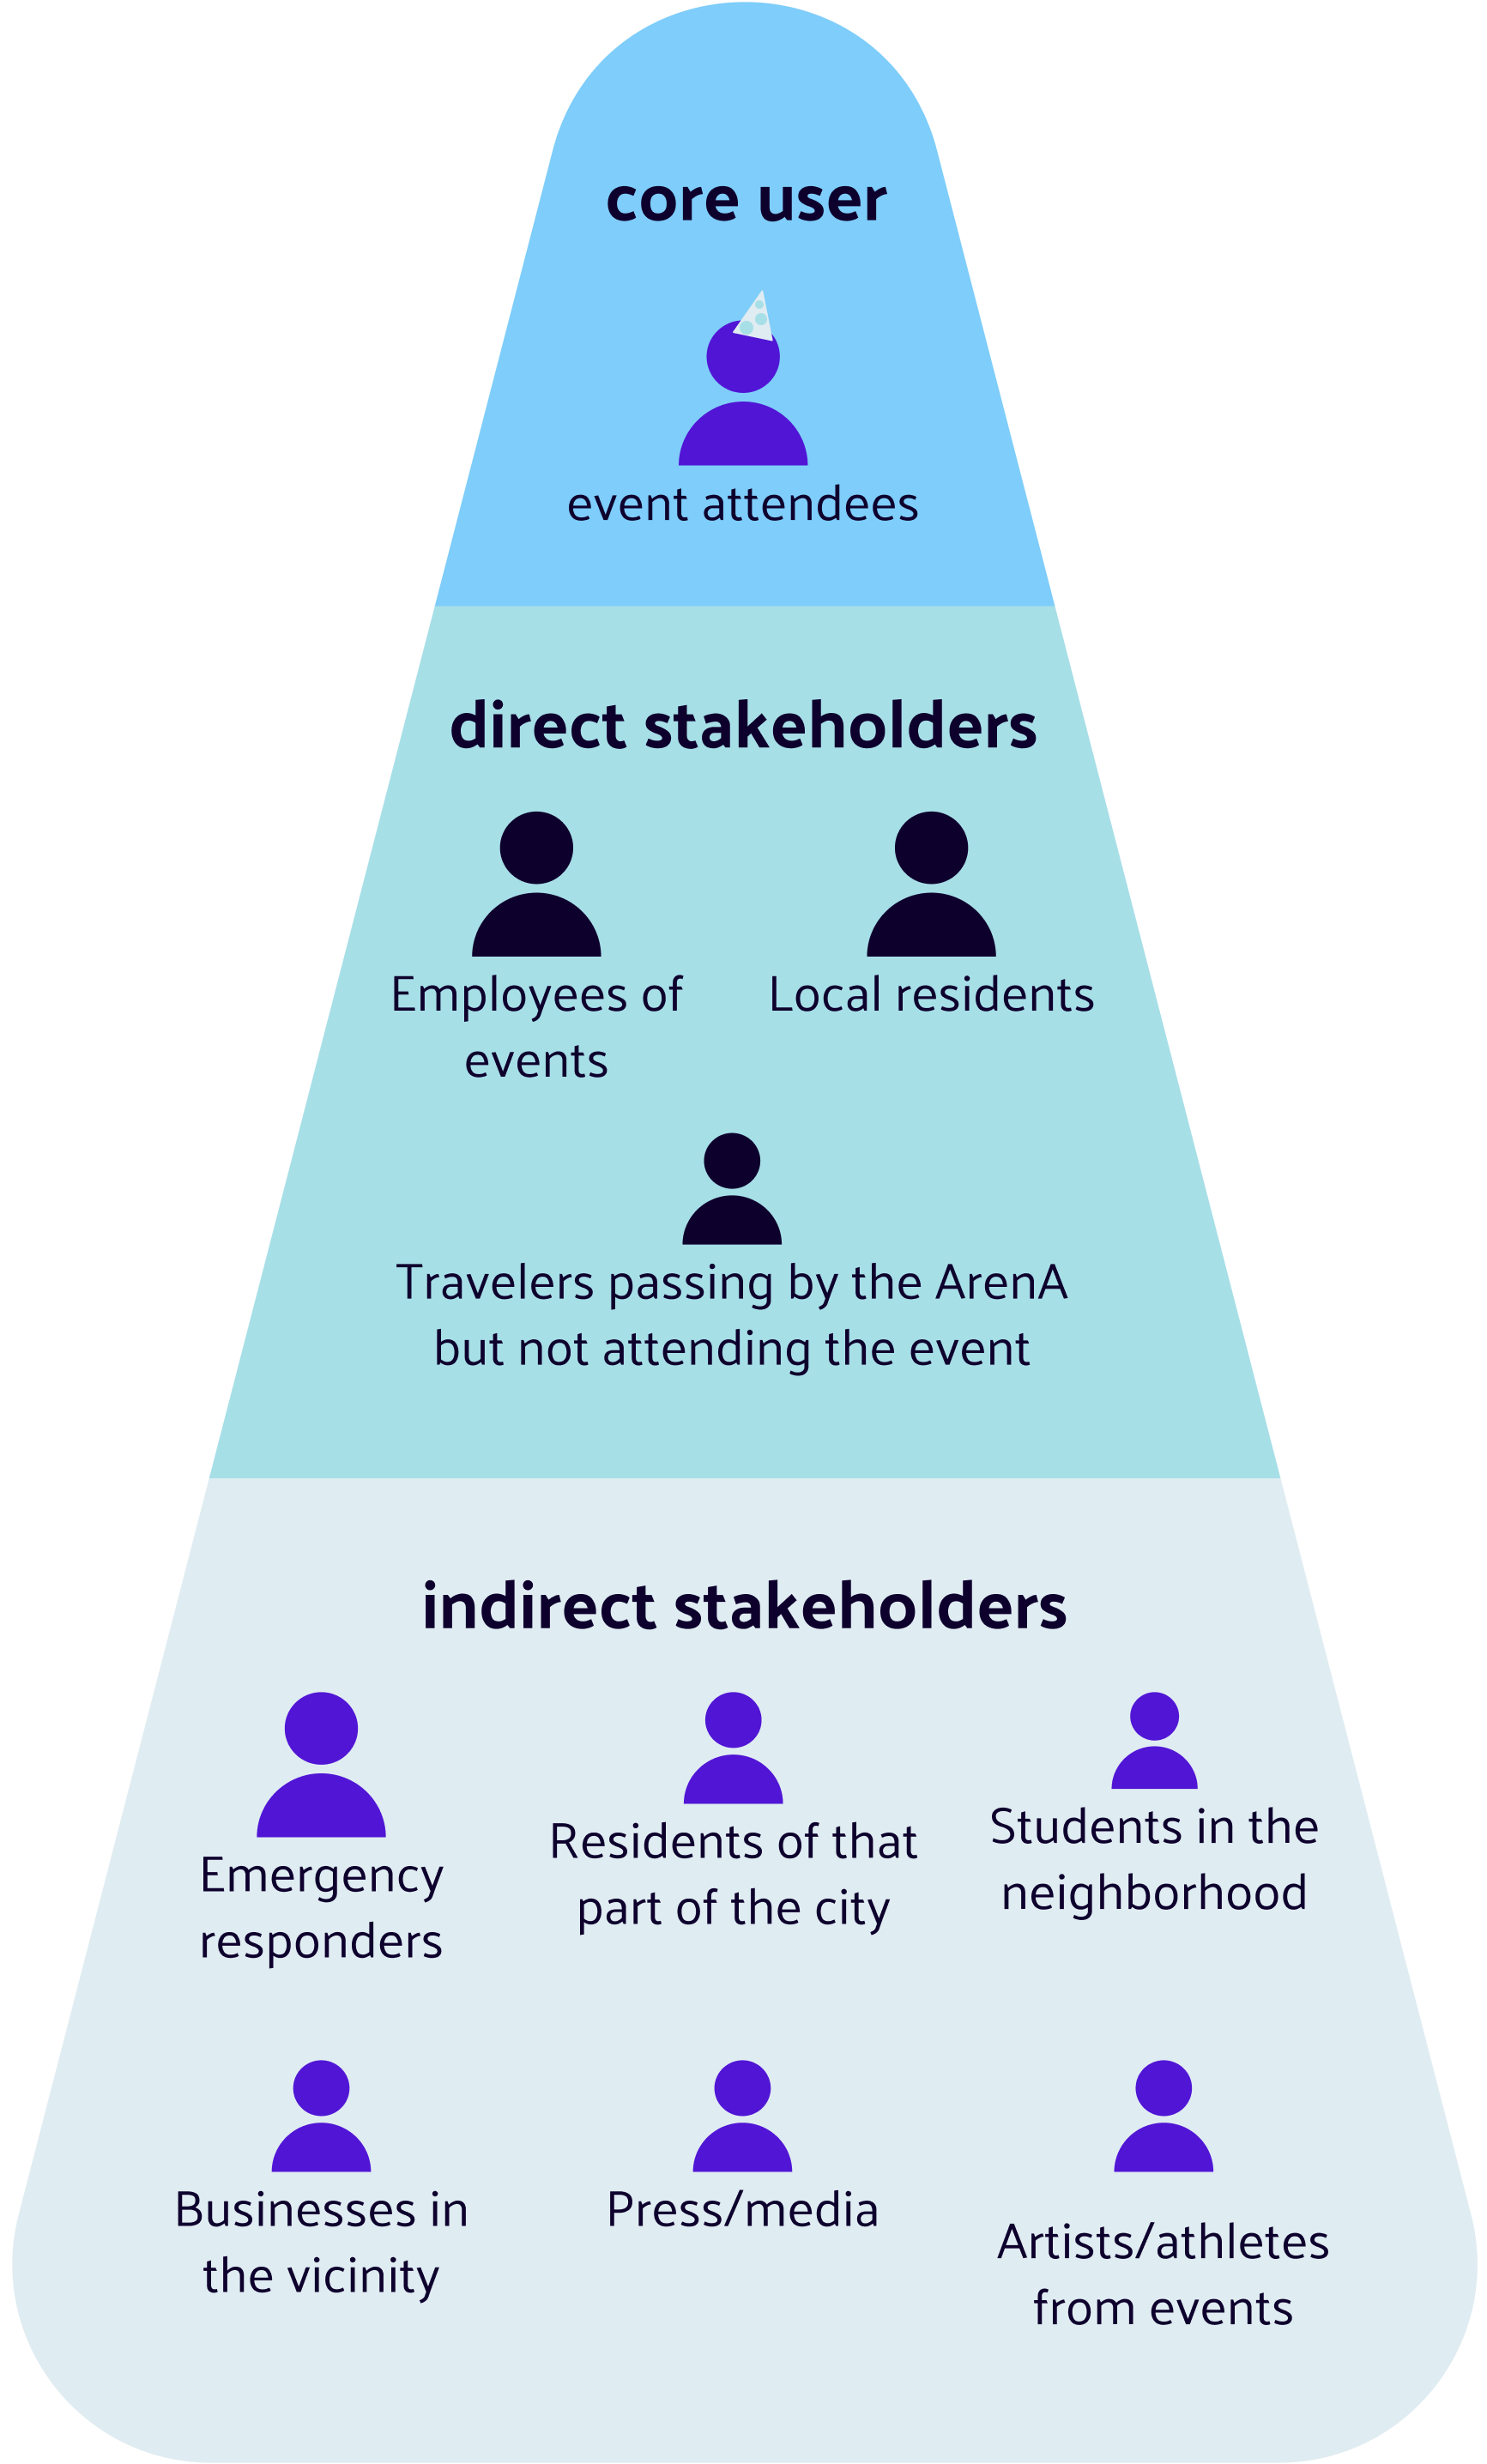 core user
event attendees
direct stakeholders
Employees of
events
Local residents
Travelers passing by the ArenA
but not attending the event
indirect stakeholders
Emergency
responders
Residents of that
part of the city
Students in the
neighborhood
Businesses in
the vicinity
Press/media
Artists/athletes
from events